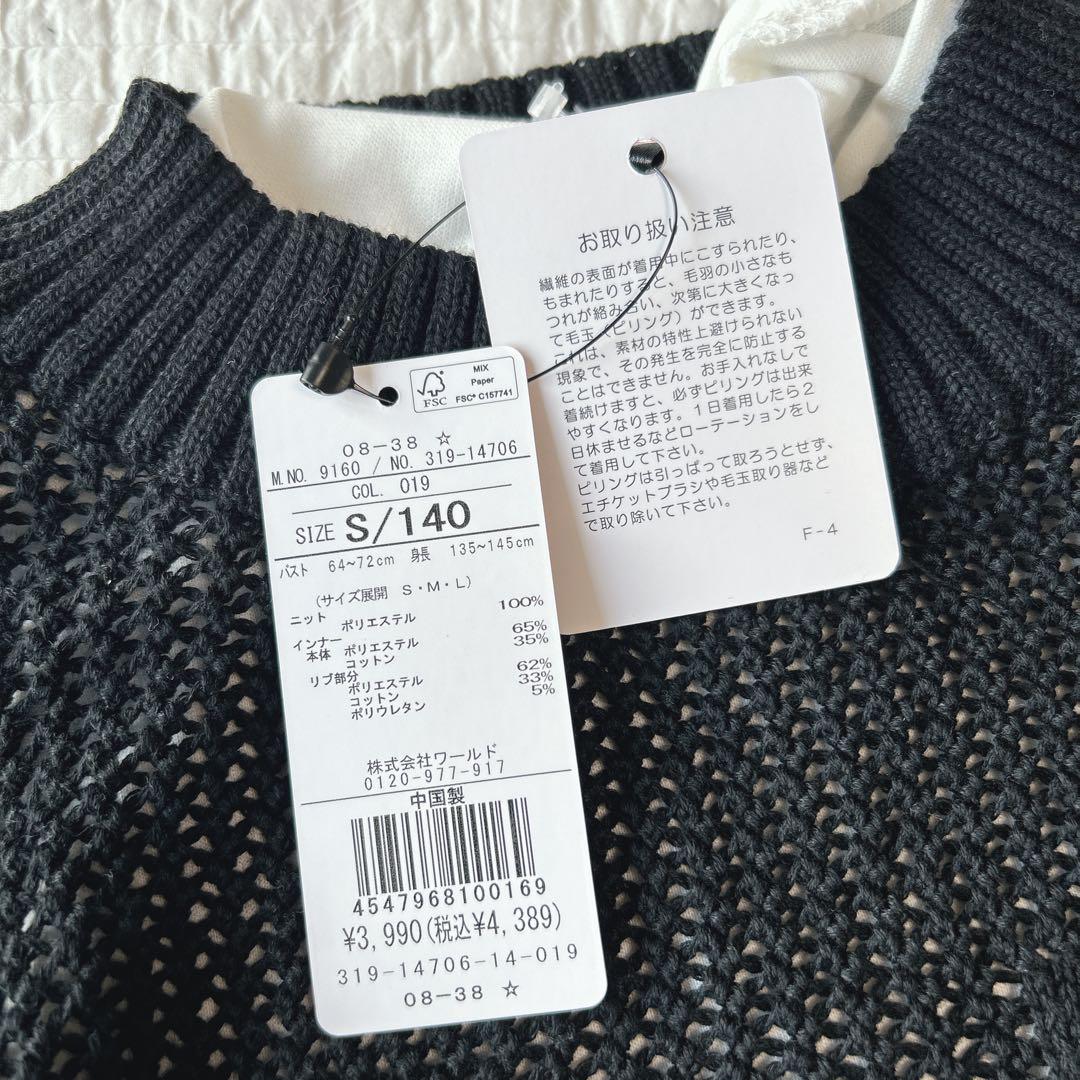 お取り扱い注意
繊維の表面が着用中にこすられたり、
もまれたりすると、毛羽の小さなも
つれが絡み合い、次第に大きくなっ
て毛玉（ピリング）ができます。
これは、素材の特性上避けられない
現象で、その発生を完全に防止する
ことはできません。お手入れなしで
着続けますと、必ずピリングは出来
やすくなります。1日着用したら2
日休ませるなどローテーションをし
て着用して下さい。
ピリングは引っぱって取ろうとせず、
エチケットブラシや毛玉取り器など
で取り除いて下さい。
F-4
FSC
MIX
Paper
FSC® C157741
08-38 ☆
M.NO. 9160 / NO. 319-14706
COL. 019
SIZE S/140
バスト 64~72cm 身長 135~145cm
(サイズ展開 S・M・L)
ニット ポリエステル 100%
インナー
本体 ポリエステル 65%
コットン 35%
リブ部分
ポリエステル 62%
コットン 33%
ポリウレタン 5%
株式会社ワールド
0120-977-917
中国製
4547968100169
¥3,990(税込¥4,389)
319-14706-14-019
08-38 ☆